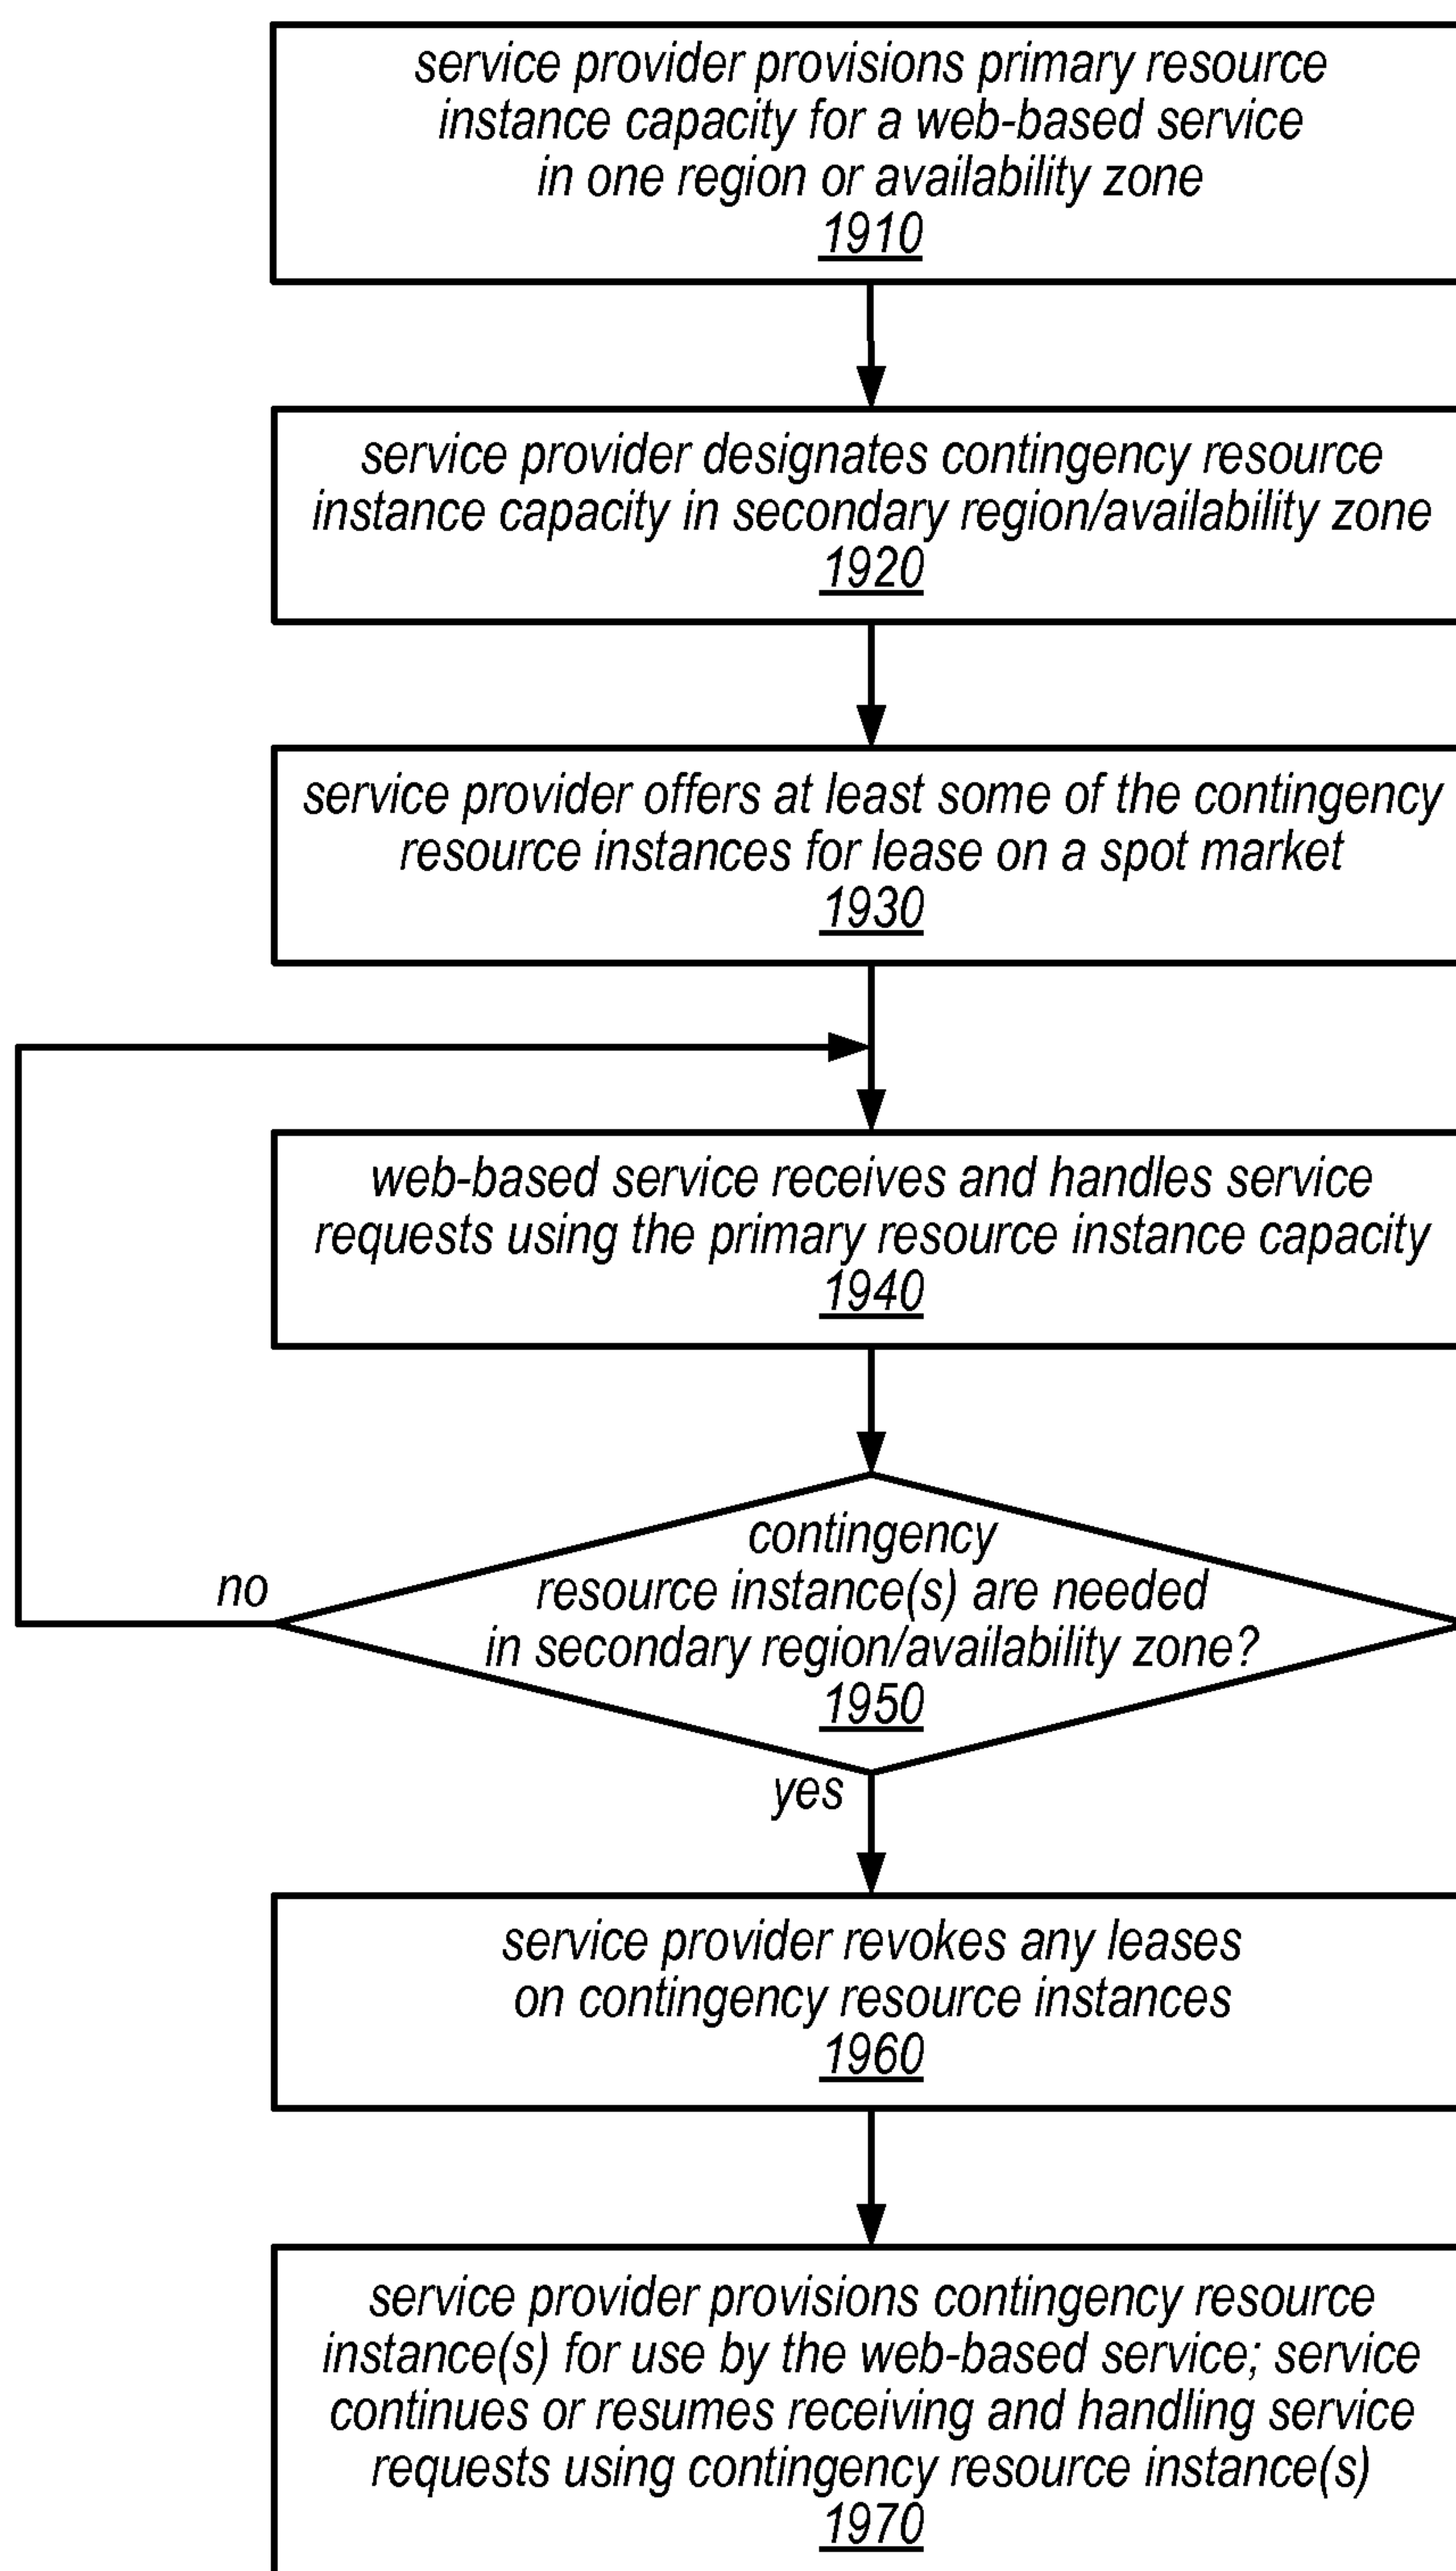 service provider provisions primary resource
instance capacity for a web-based service
in one region or availability zone
1910
service provider designates contingency resource
instance capacity in secondary region/availability zone
1920
service provider offers at least some of the contingency
resource instances for lease on a spot market
1930
web-based service receives and handles service
requests using the primary resource instance capacity
1940
contingency
resource instance(s) are needed
in secondary region/availability zone?
1950
no
yes
service provider revokes any leases
on contingency resource instances
1960
service provider provisions contingency resource
instance(s) for use by the web-based service; service
continues or resumes receiving and handling service
requests using contingency resource instance(s)
1970